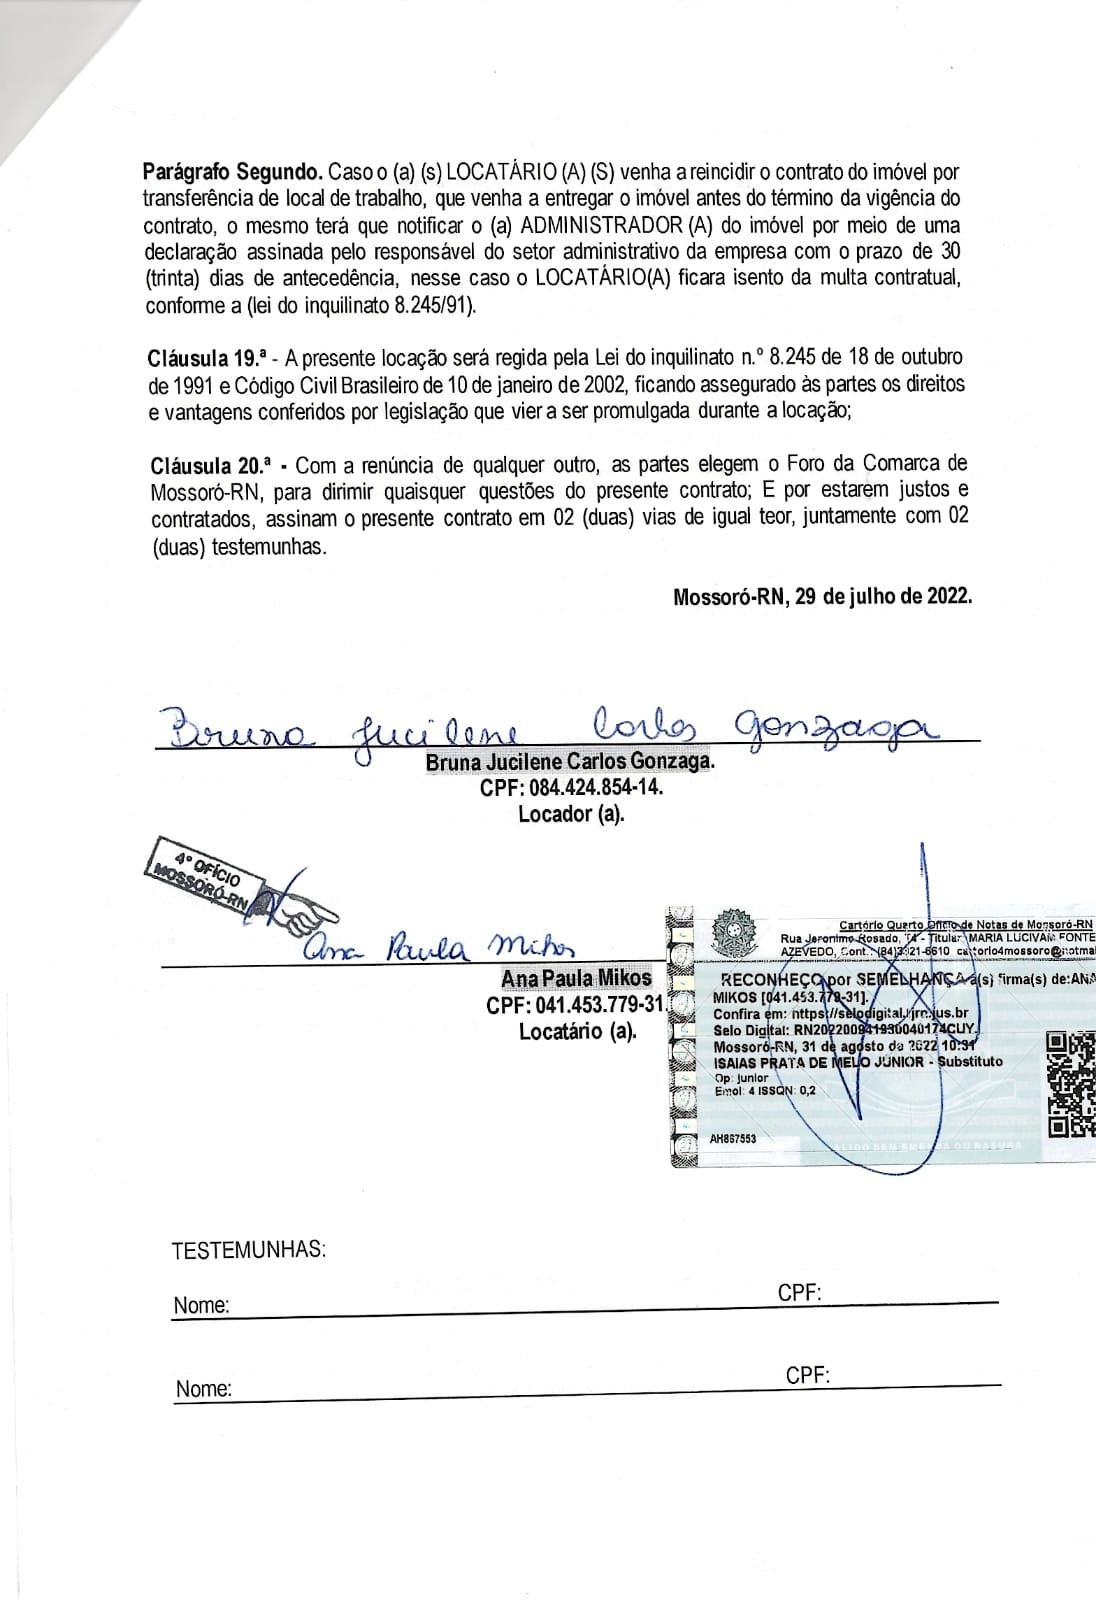 Parágrafo Segundo. Caso o (a) (s) LOCATÁRIO (A) (S) venha a reincidir o contrato do imóvel por
transferência de local de trabalho, que venha a entregar o imóvel antes do término da vigência do
contrato, o mesmo terá que notificar o (a) ADMINISTRADOR (A) do imóvel por meio de uma
declaração assinada pelo responsável do setor administrativo da empresa com o prazo de 30
(trinta) dias de antecedência, nesse caso o LOCATÁRIO(A) ficara isento da multa contratual,
conforme a (lei do inquilinato 8.245/91).
Cláusula 19.ª - A presente locação será regida pela Lei do inquilinato n.º 8.245 de 18 de outubro
de 1991 e Código Civil Brasileiro de 10 de janeiro de 2002, ficando assegurado às partes os direitos
e vantagens conferidos por legislação que vier a ser promulgada durante a locação;
Cláusula 20.ª - Com a renúncia de qualquer outro, as partes elegem o Foro da Comarca de
Mossoró-RN, para dirimir quaisquer questões do presente contrato; E por estarem justos e
contratados, assinam o presente contrato em 02 (duas) vias de igual teor, juntamente com 02
(duas) testemunhas.
Mossoró-RN, 29 de julho de 2022.
Bruna Jucilene Carlos Gonzaga
Bruna Jucilene Carlos Gonzaga.
CPF: 084.424.854-14.
Locador (a).
4º OFÍCIO
MOSSORÓ-RN
Ana Paula Mikos
Ana Paula Mikos
CPF: 041.453.779-31.
Locatário (a).
Cartório Quarto Ofício de Notas de Mossoró-RN
Rua Jeronimo Rosado, - Titular: MARIA LUCIVAM FONTE
AZEVEDO, Cont.: (84)3321-6610 cartorio4mossoro@hotmai
RECONHEÇO por SEMELHANÇA a(s) firma(s) de:ANA
MIKOS [041.453.779-31].
Confira em: https://selodigital.tjrn.jus.br
Selo Digital:
Mossoró-RN, 31 de agosto de 2022 10:31
ISAIAS PRATA DE MELO JÚNIOR - Substituto
Op: junior
Emol: 4 ISSQN: 0,2
AH867553
VÁLIDO SEM EMENDA OU RASURA
TESTEMUNHAS:
Nome: CPF:
Nome: CPF: